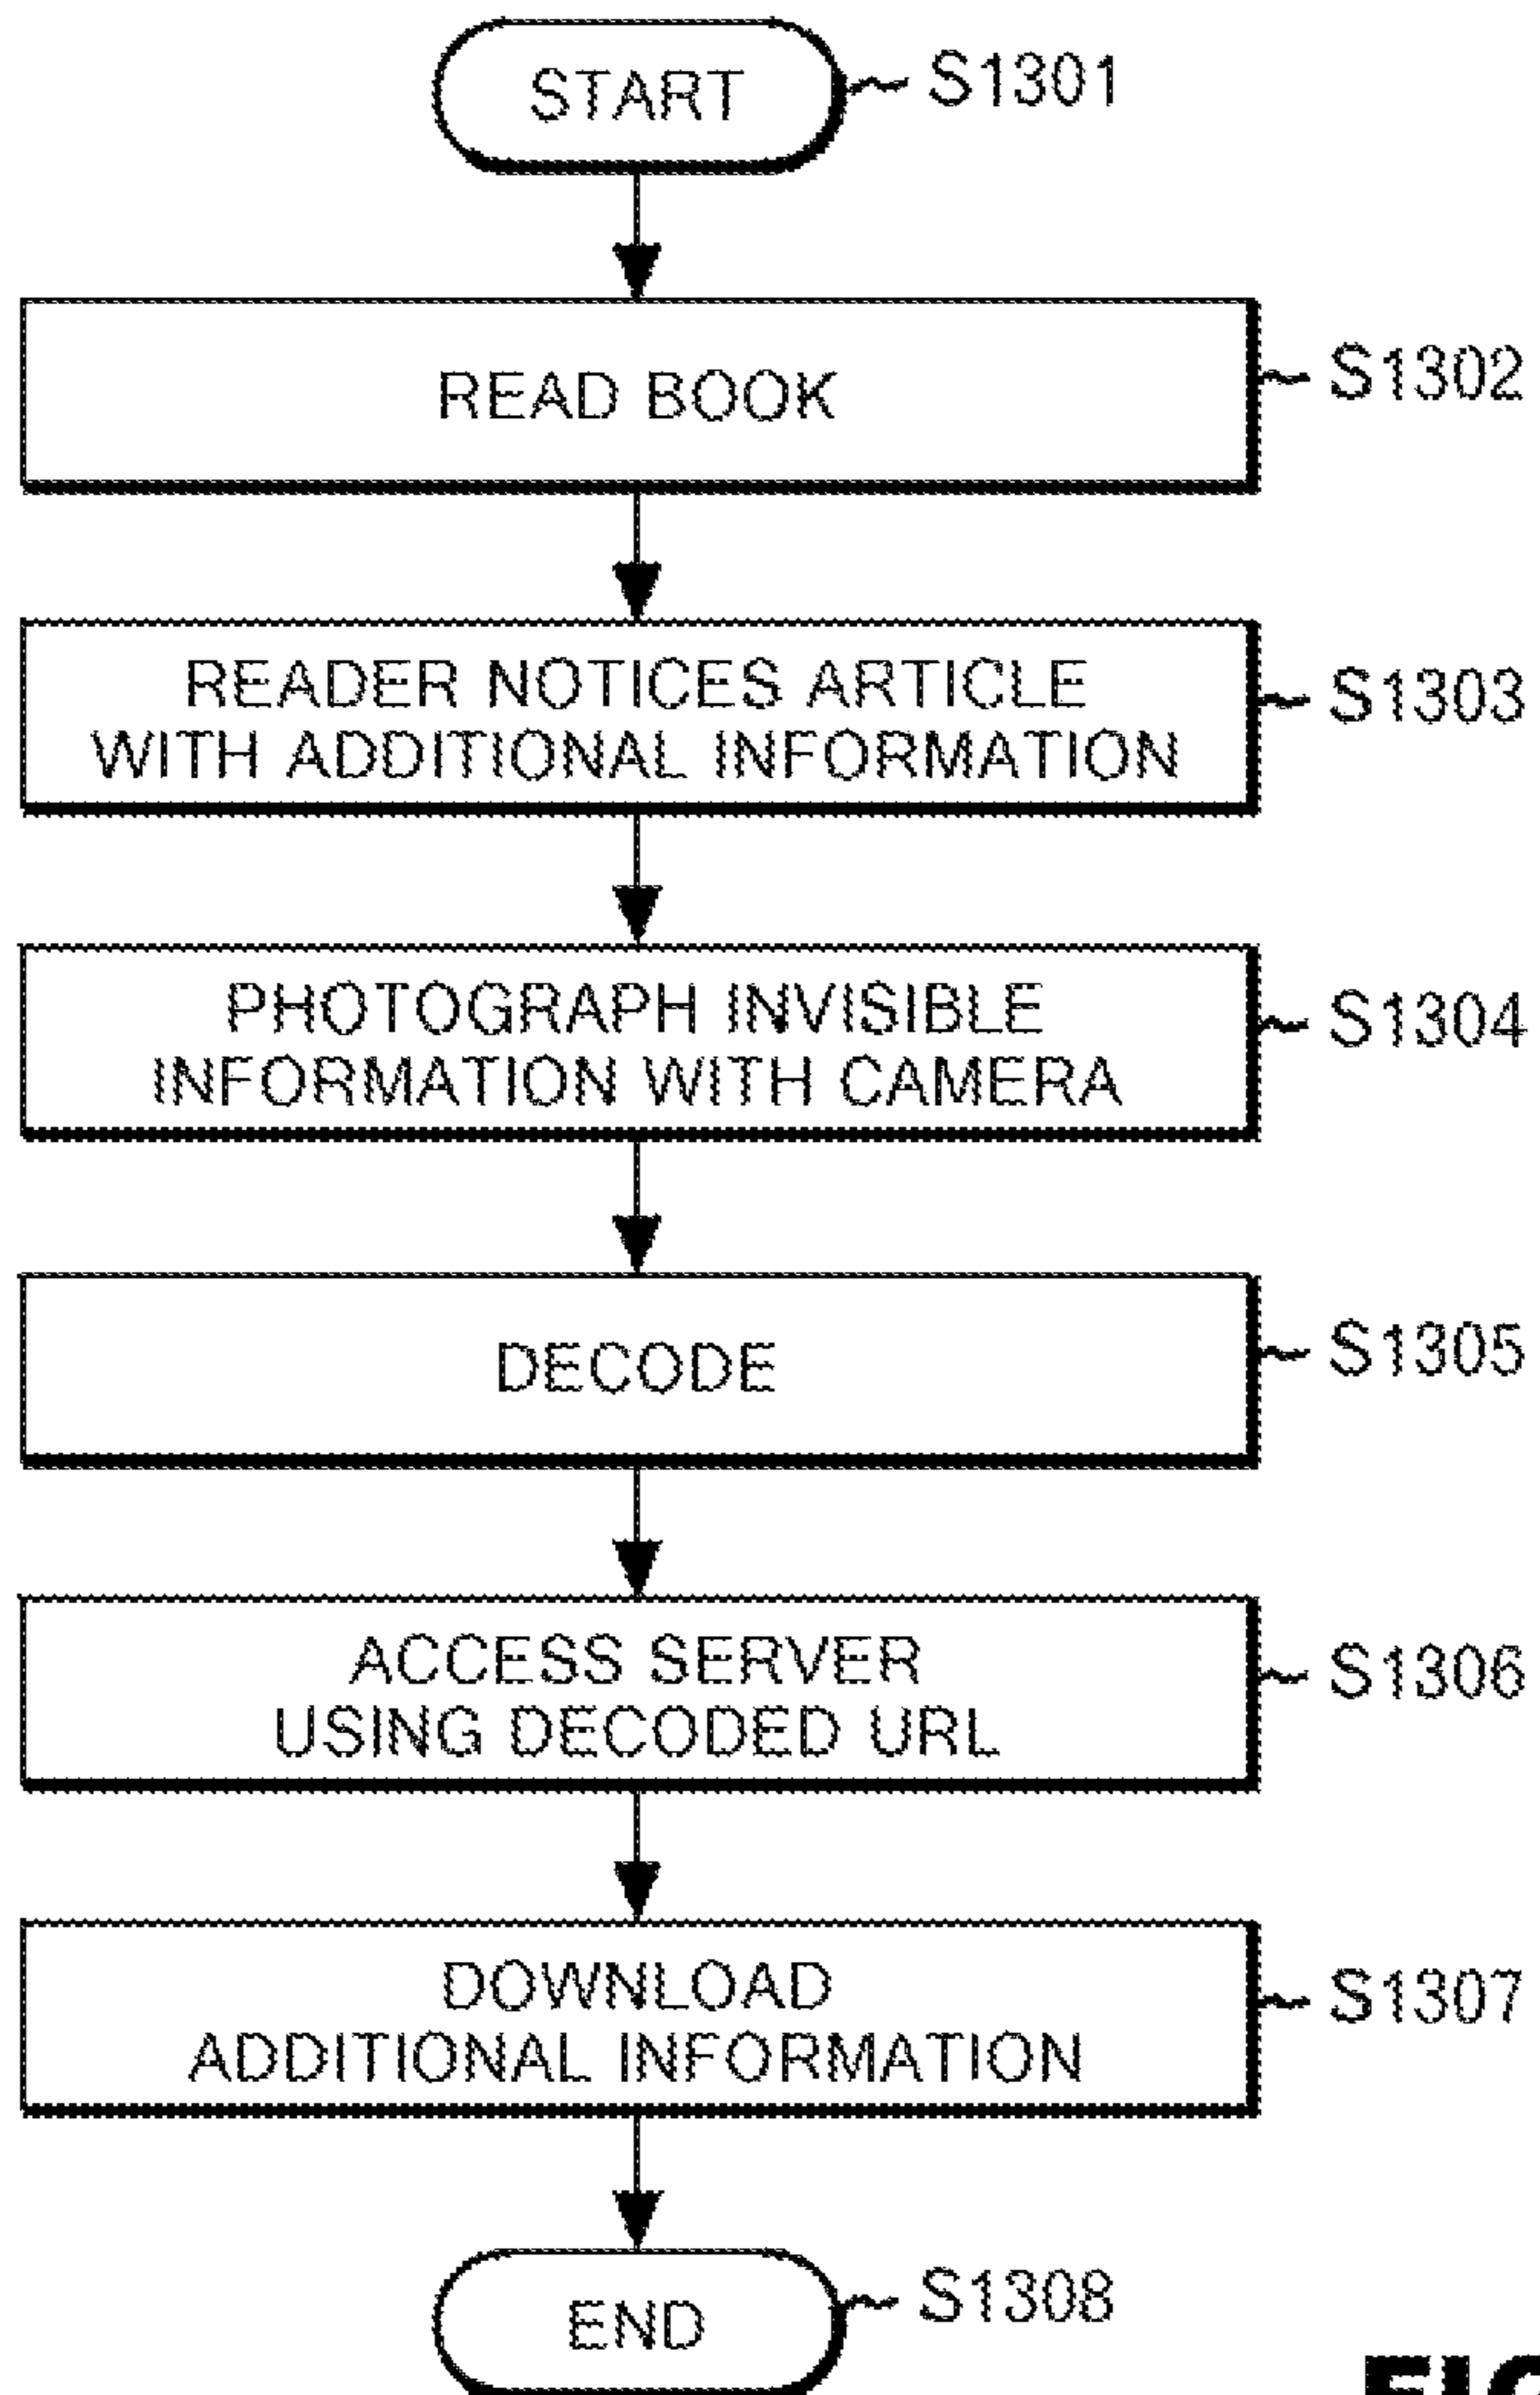 START
S1301
READ BOOK
S1302
READER NOTICES ARTICLE
WITH ADDITIONAL INFORMATION
S1303
PHOTOGRAPH INVISIBLE
INFORMATION WITH CAMERA
S1304
DECODE
S1305
ACCESS SERVER
USING DECODED URL
S1306
DOWNLOAD
ADDITIONAL INFORMATION
S1307
END
S1308